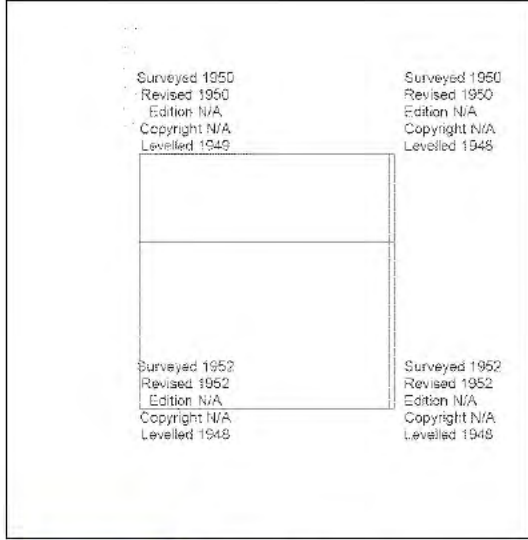 Surveyed 1950
Revised 1950
Edition N/A
Copyright N/A
Levelled 1949
Surveyed 1950
Revised 1950
Edition N/A
Copyright N/A
Levelled 1948
Surveyed 1952
Revised 1952
Edition N/A
Copyright N/A
Levelled 1948
Surveyed 1952
Revised 1952
Edition N/A
Copyright N/A
Levelled 1948